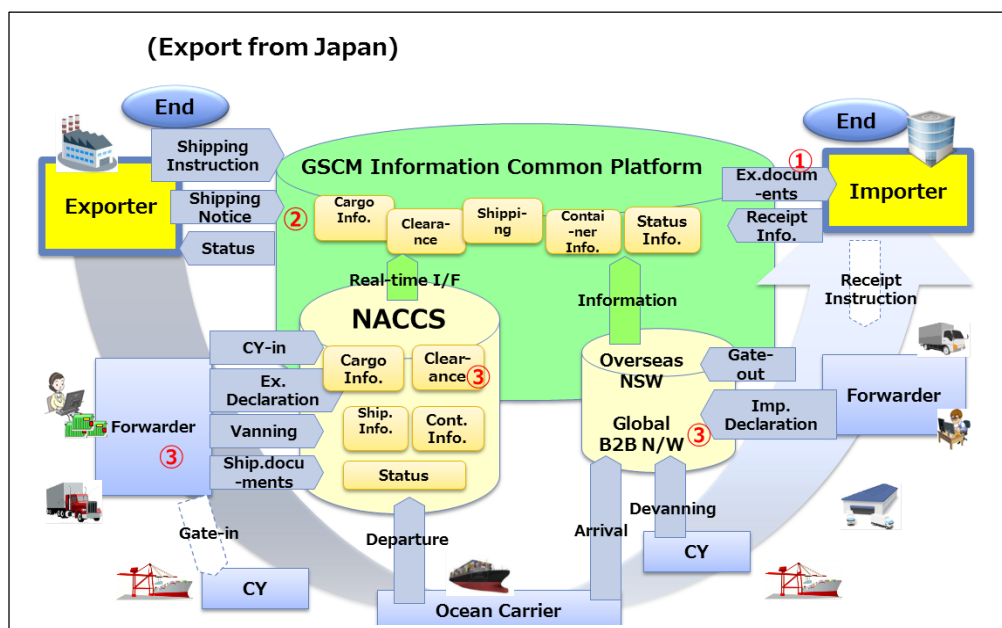 (Export from Japan)
End
End
Shipping
Instruction
GSCM Information Common Platform
①
Ex.docum
-ents
Importer
Exporter
Shipping
Notice
②
Cargo
Info.
Cleara-
nce
Shippi-
ng
Contai
-ner
Info.
Status
Info.
Receipt
Info.
Status
Real-time I/F
Information
Receipt
Instruction
NACCS
CY-in
Cargo
Info.
Clear-
ance
③
Overseas
NSW
Gate-
out
Ex.
Declaration
Forwarder
Forwarder
Vanning
Ship.
Info.
Cont.
Info.
Global
B2B N/W
③
Imp.
Declaration
③
Ship.docu
-ments
Status
Gate-in
Departure
Arrival
Devanning
CY
CY
Ocean Carrier